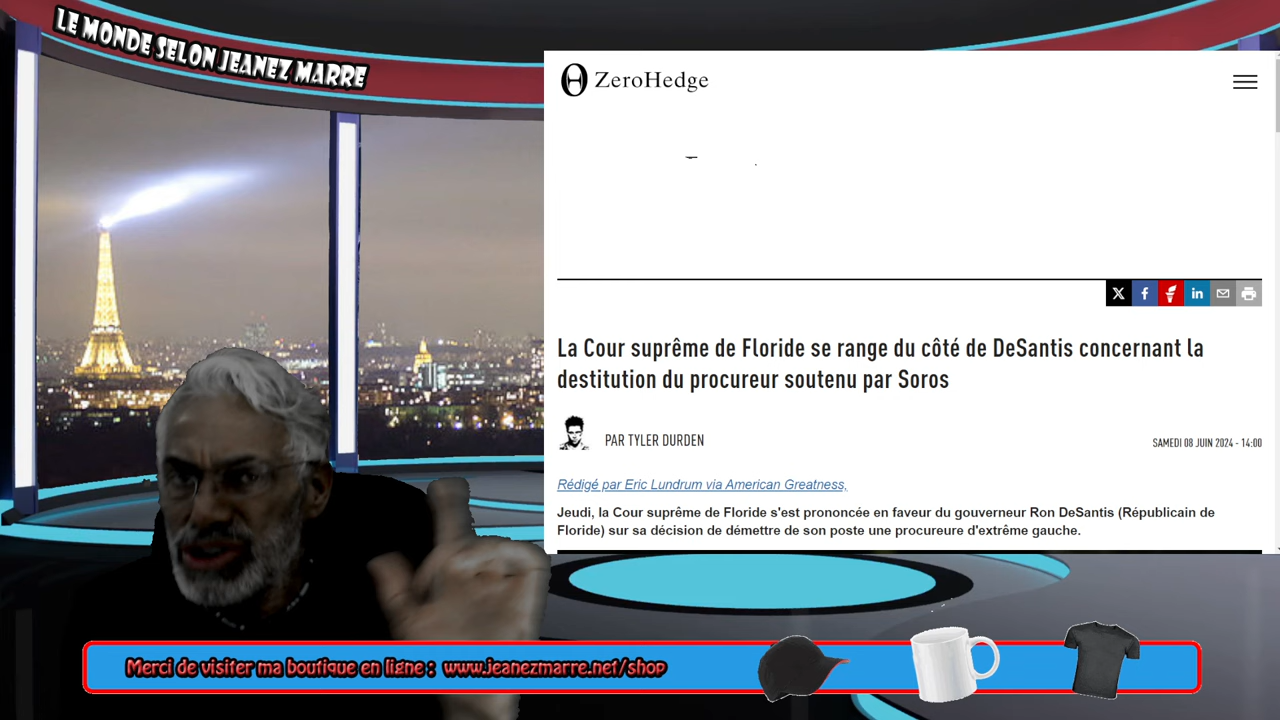 LE MONDE SELON JEANEZ MARRE
ZeroHedge
La Cour suprême de Floride se range du côté de DeSantis concernant la
destitution du procureur soutenu par Soros
PAR TYLER DURDEN
SAMEDI 08 JUIN 2024 - 14:00
Rédigé par Eric Lundrum via American Greatness,
Jeudi, la Cour suprême de Floride s'est prononcée en faveur du gouverneur Ron DeSantis (Républicain de
Floride) sur sa décision de démettre de son poste une procureure d'extrême gauche.
Merci de visiter ma boutique en ligne : www.jeanezmarre.net/shop